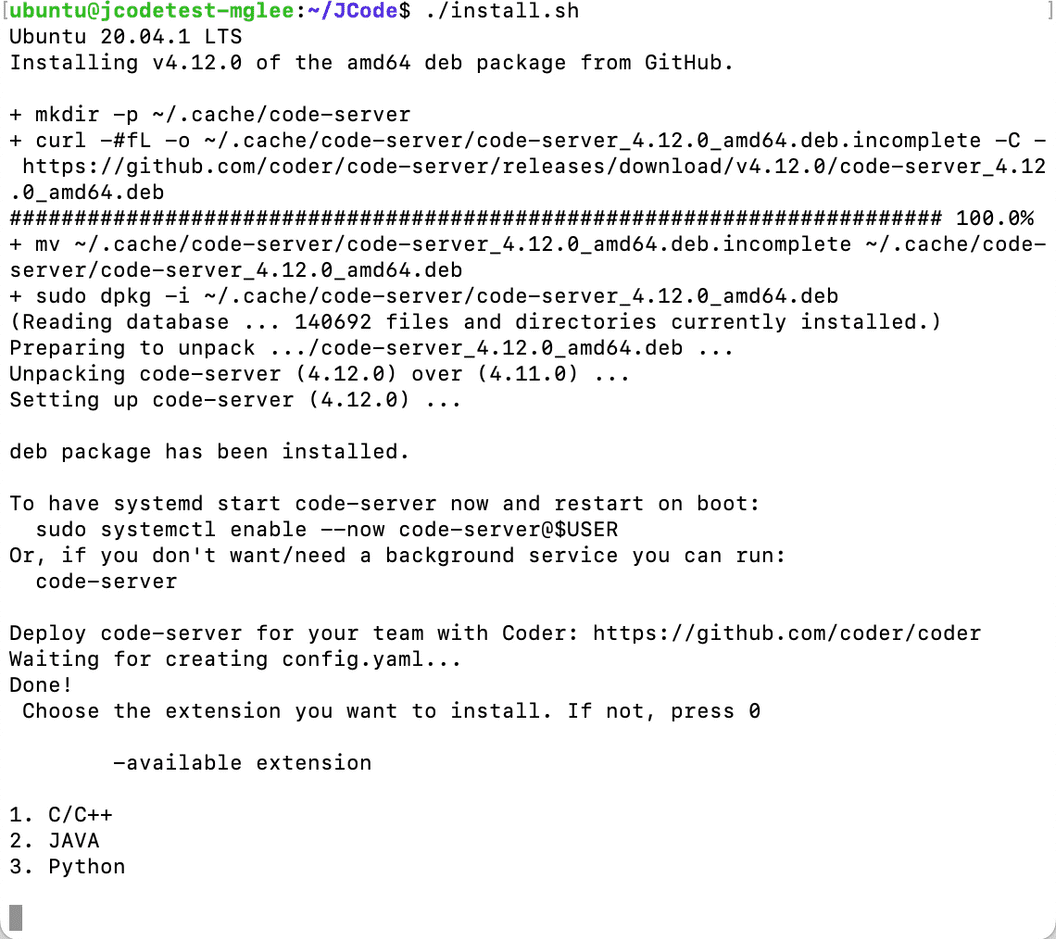 [ubuntu@jcodetest-mglee:~/JCode$ ./install.sh ]
Ubuntu 20.04.1 LTS
Installing v4.12.0 of the amd64 deb package from GitHub.

+ mkdir -p ~/.cache/code-server
+ curl -#fL -o ~/.cache/code-server/code-server_4.12.0_amd64.deb.incomplete -C -
 https://github.com/coder/code-server/releases/download/v4.12.0/code-server_4.12
.0_amd64.deb
######################################################################## 100.0%
+ mv ~/.cache/code-server/code-server_4.12.0_amd64.deb.incomplete ~/.cache/code-
server/code-server_4.12.0_amd64.deb
+ sudo dpkg -i ~/.cache/code-server/code-server_4.12.0_amd64.deb
(Reading database ... 140692 files and directories currently installed.)
Preparing to unpack .../code-server_4.12.0_amd64.deb ...
Unpacking code-server (4.12.0) over (4.11.0) ...
Setting up code-server (4.12.0) ...

deb package has been installed.

To have systemd start code-server now and restart on boot:
  sudo systemctl enable --now code-server@$USER
Or, if you don't want/need a background service you can run:
  code-server

Deploy code-server for your team with Coder: https://github.com/coder/coder
Waiting for creating config.yaml...
Done!
 Choose the extension you want to install. If not, press 0

        -available extension

1. C/C++
2. JAVA
3. Python